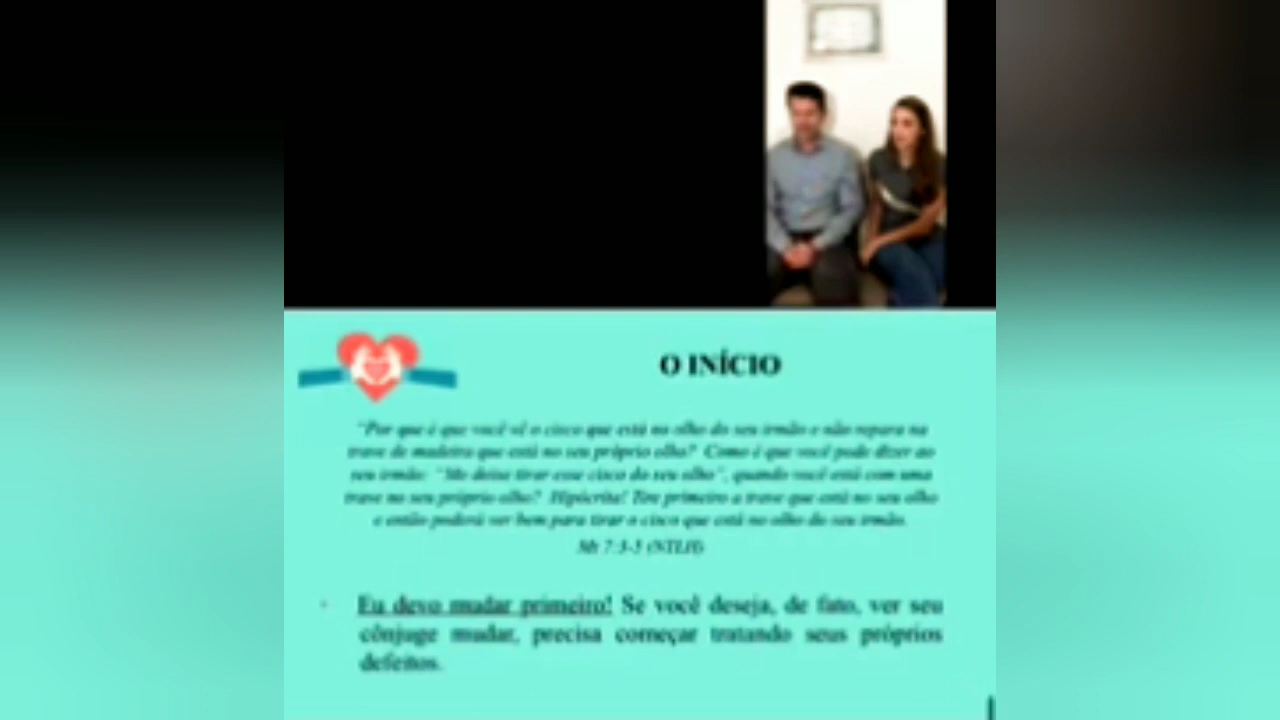 O INÍCIO
"Por que é que você vê o cisco que está no olho do seu irmão e não repara na
trave de madeira que está no seu próprio olho? Como é que você pode dizer ao
seu irmão: "Me deixe tirar esse cisco do seu olho", quando você está com uma
trave no seu próprio olho? Hipócrita! Tire primeiro a trave que está no seu olho
e então poderá ver bem para tirar o cisco que está no olho do seu irmão.
Mt 7:3-5 (NTLH)
· Eu devo mudar primeiro! Se você deseja, de fato, ver seu
cônjuge mudar, precisa começar tratando seus próprios
defeitos.